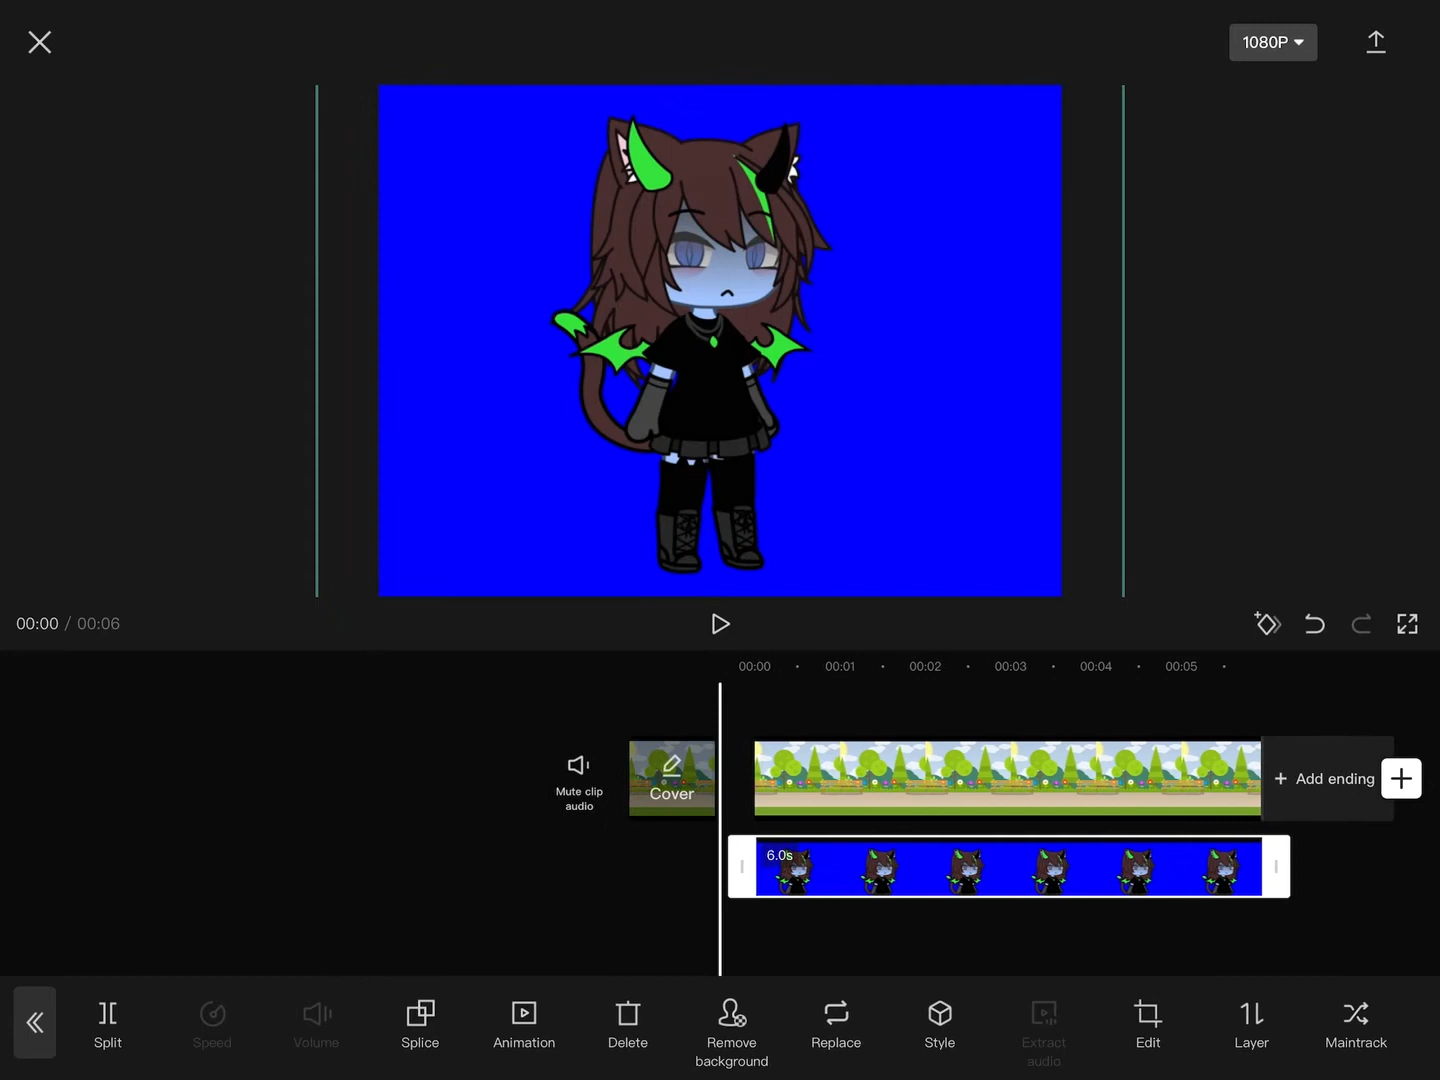 1080P
00:00 / 00:06
00:00 00:01 00:02 00:03 00:04 00:05
Mute clip
audio
Cover
+ Add ending
6.0s
Split
Speed
Volume
Splice
Animation
Delete
Remove
background
Replace
Style
Extract
audio
Edit
Layer
Maintrack